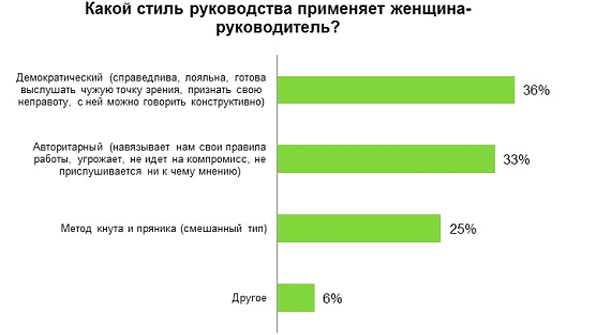 Какой стиль руководства применяет женщина-
руководитель?
Демократический (справедлива, лояльна, готова
выслушать чужую точку зрения, признать свою
неправоту, с ней можно говорить конструктивно)
36%
Авторитарный (навязывает нам свои правила
работы, угрожает, не идет на компромисс, не
прислушивается ни к чему мнению)
33%
Метод кнута и пряника (смешанный тип)
25%
Другое
6%